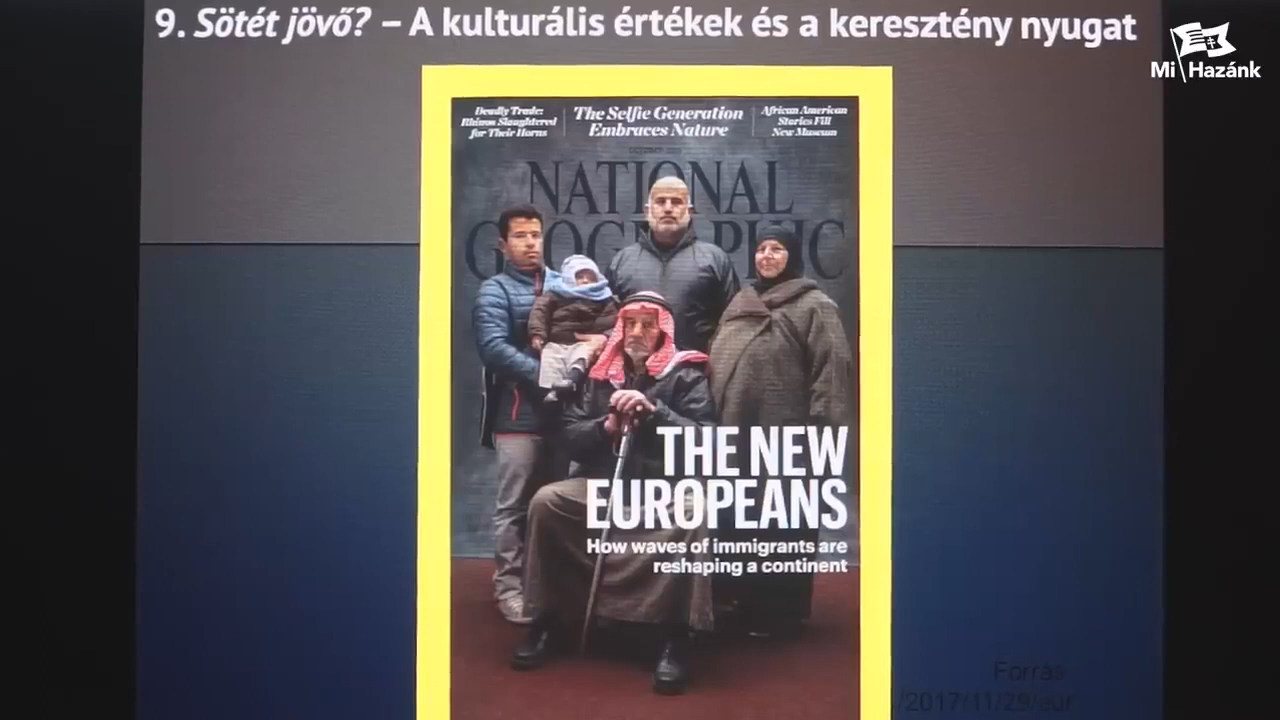 9. Sötét jövő? – A kulturális értékek és a keresztény nyugat
Mi Hazánk
Deadly Trade:
Rhinos Slaughtered
for Their Horns
The Selfie Generation
Embraces Nature
African American
Stories Fill
New Museum
NATIONAL
GEOGRAPHIC
THE NEW
EUROPEANS
How waves of immigrants are
reshaping a continent
Forrás
/2017/11/29/eur